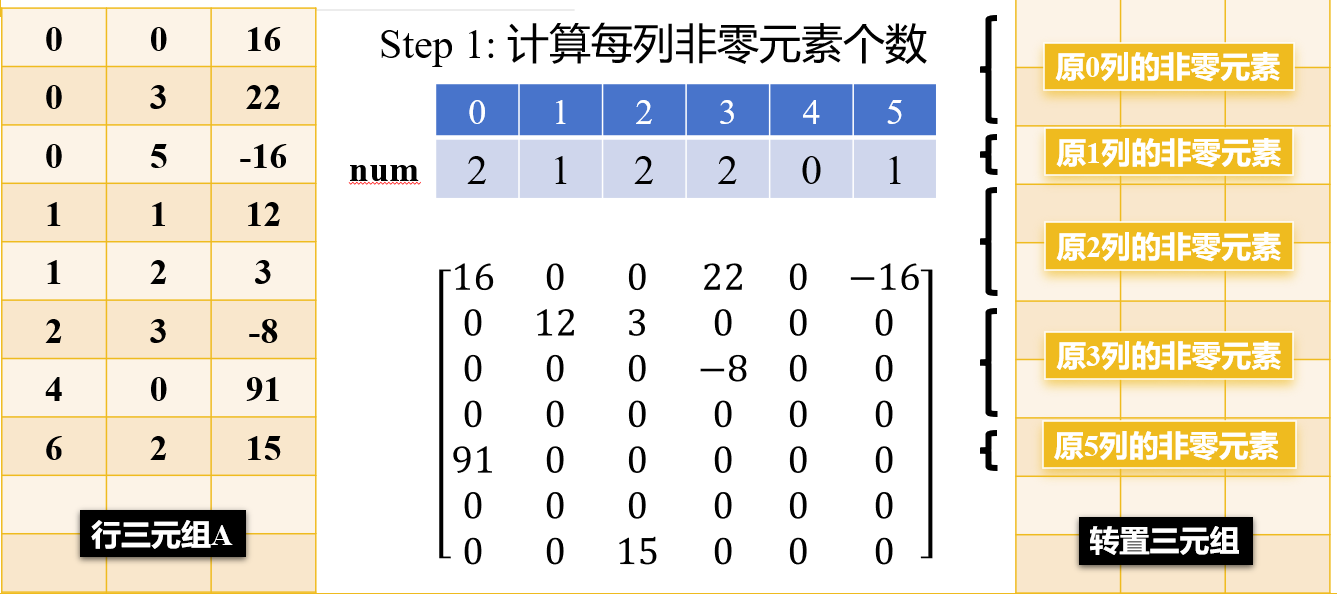 0 0 16
0 3 22
0 5 -16
1 1 12
1 2 3
2 3 -8
4 0 91
6 2 15
行三元组A
Step 1: 计算每列非零元素个数
0 1 2 3 4 5
num 2 1 2 2 0 1
16 0 0 22 0 −16
0 12 3 0 0 0
0 0 0 −8 0 0
0 0 0 0 0 0
91 0 0 0 0 0
0 0 0 0 0 0
0 0 15 0 0 0
原0列的非零元素
原1列的非零元素
原2列的非零元素
原3列的非零元素
原5列的非零元素
转置三元组